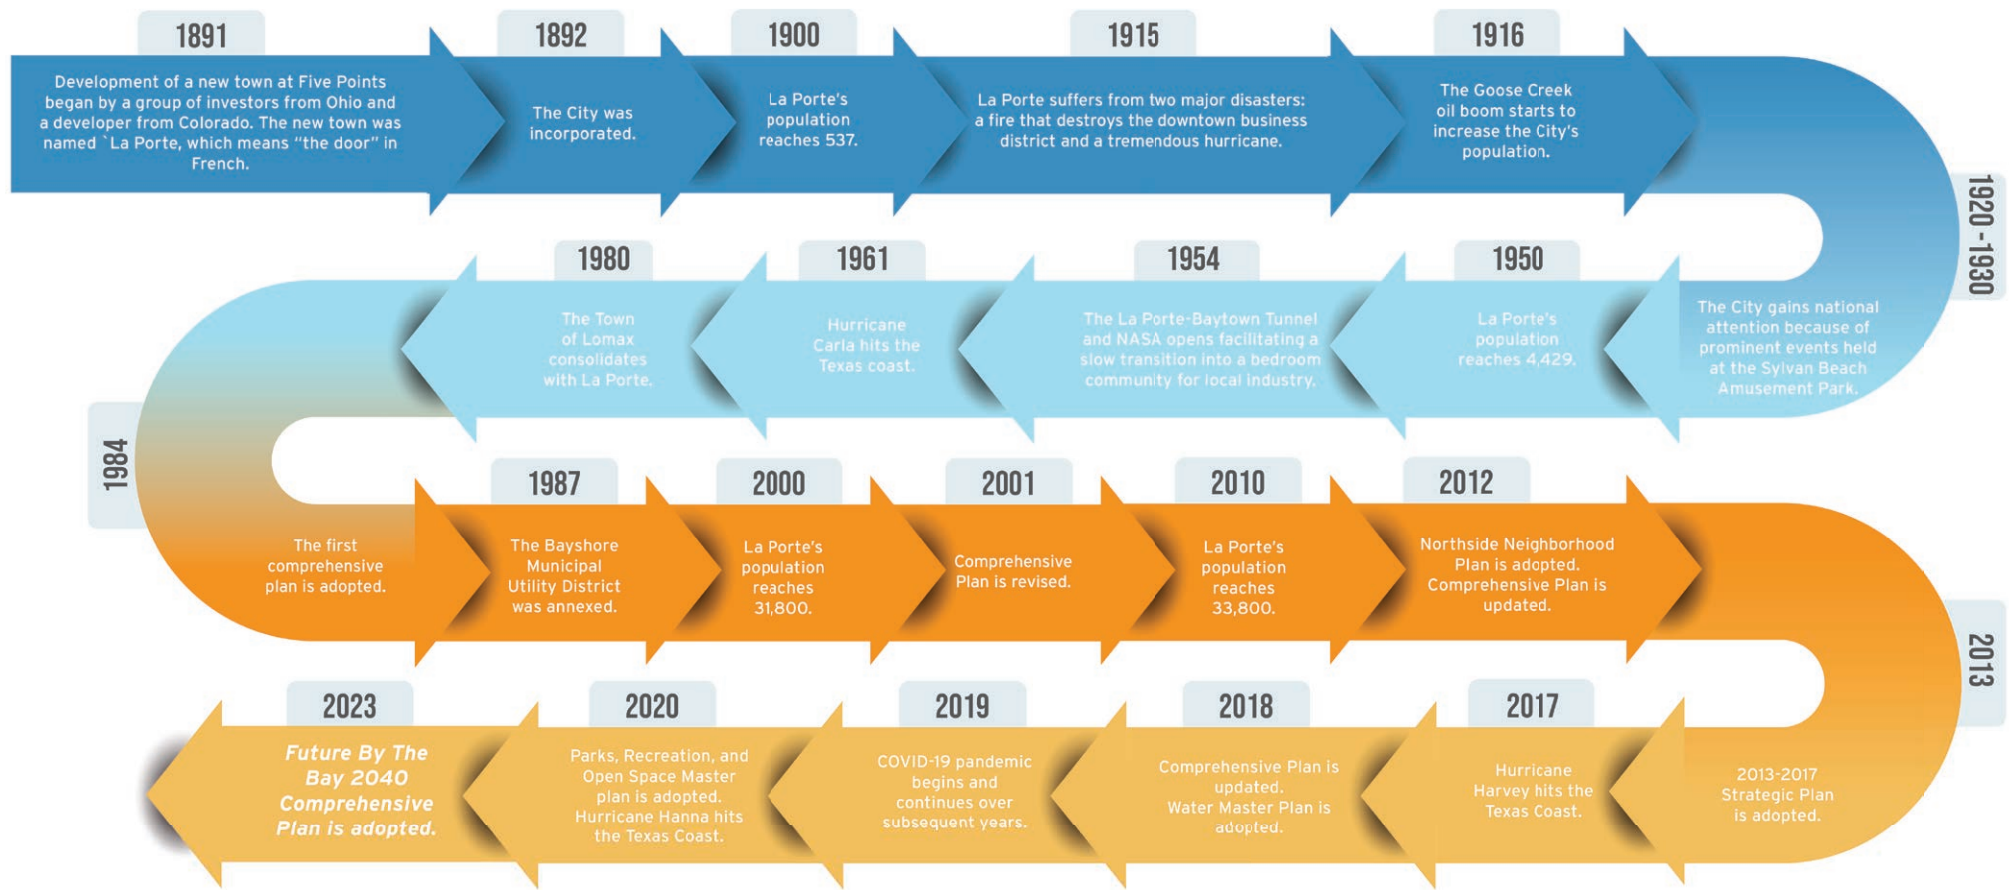 1891
Development of a new town at Five Points
began by a group of investors from Ohio and
a developer from Colorado. The new town was
named `La Porte, which means “the door” in
French.
1892
The City was
incorporated.
1900
La Porte's
population
reaches 537.
1915
La Porte suffers from two major disasters:
a fire that destroys the downtown business
district and a tremendous hurricane.
1916
The Goose Creek
oil boom starts to
increase the City's
population.
1920-1930
The City gains national
attention because of
prominent events held
at the Sylvan Beach
Amusement Park.
1950
La Porte's
population
reaches 4,429.
1954
The La Porte-Baytown Tunnel
and NASA opens facilitating a
slow transition into a bedroom
community for local industry.
1961
Hurricane
Carla hits the
Texas coast.
1980
The Town
of Lomax
consolidates
with La Porte.
1984
The first
comprehensive
plan is adopted.
1987
The Bayshore
Municipal
Utility District
was annexed.
2000
La Porte's
population
reaches
31,800.
2001
Comprehensive
Plan is revised.
2010
La Porte's
population
reaches
33,800.
2012
Northside Neighborhood
Plan is adopted.
Comprehensive Plan is
updated.
2013
2013-2017
Strategic Plan
is adopted.
2017
Hurricane
Harvey hits the
Texas Coast.
2018
Comprehensive Plan is
updated.
Water Master Plan is
adopted.
2019
COVID-19 pandemic
begins and
continues over
subsequent years.
2020
Parks, Recreation, and
Open Space Master
plan is adopted.
Hurricane Hanna hits
the Texas Coast.
2023
Future By The
Bay 2040
Comprehensive
Plan is adopted.